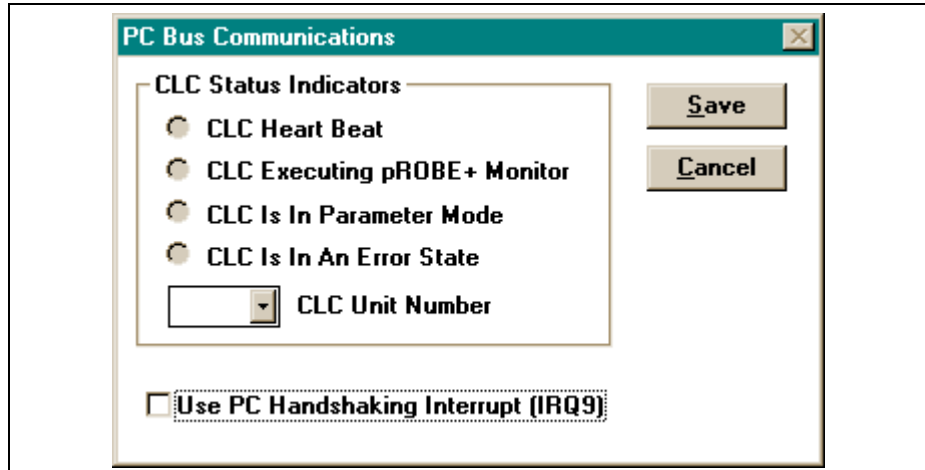 PC Bus Communications
CLC Status Indicators
Save
CLC Heart Beat
CLC Executing pROBE+ Monitor
Cancel
CLC Is In Parameter Mode
CLC Is In An Error State
CLC Unit Number
Use PC Handshaking Interrupt (IRQ9)